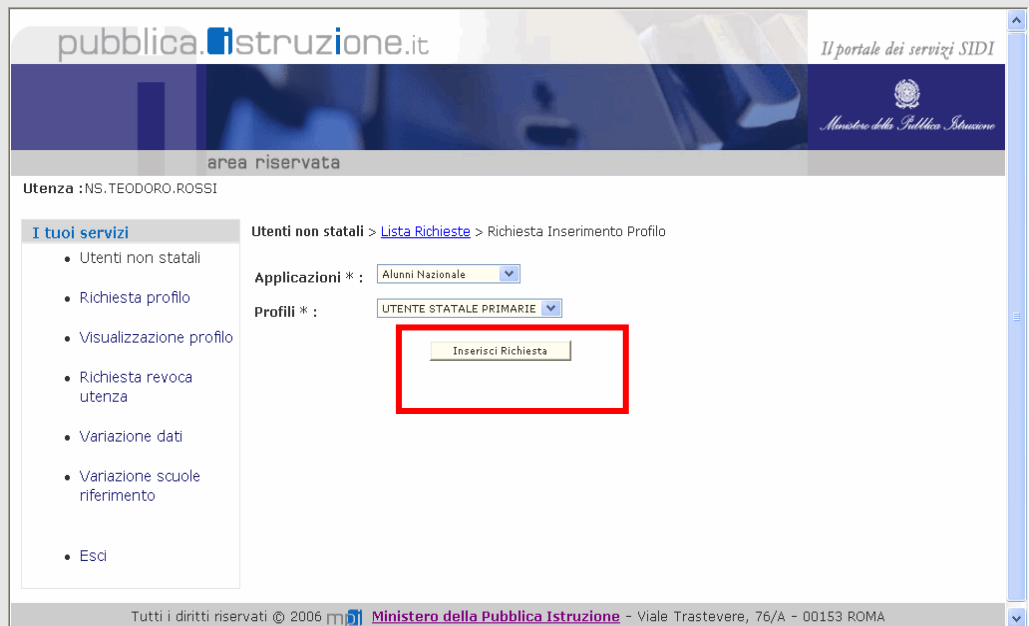 pubblica.istruzione.it
Il portale dei servizi SIDI
Ministero della Pubblica Istruzione
area riservata
Utenza :NS.TEODORO.ROSSI
I tuoi servizi
Utenti non statali
Richiesta profilo
Visualizzazione profilo
Richiesta revoca
utenza
Variazione dati
Variazione scuole
riferimento
Esci
Utenti non statali > Lista Richieste > Richiesta Inserimento Profilo
Applicazioni * : Alunni Nazionale
Profili * : UTENTE STATALE PRIMARIE
Inserisci Richiesta
Tutti i diritti riservati © 2006 mpi Ministero della Pubblica Istruzione - Viale Trastevere, 76/A - 00153 ROMA